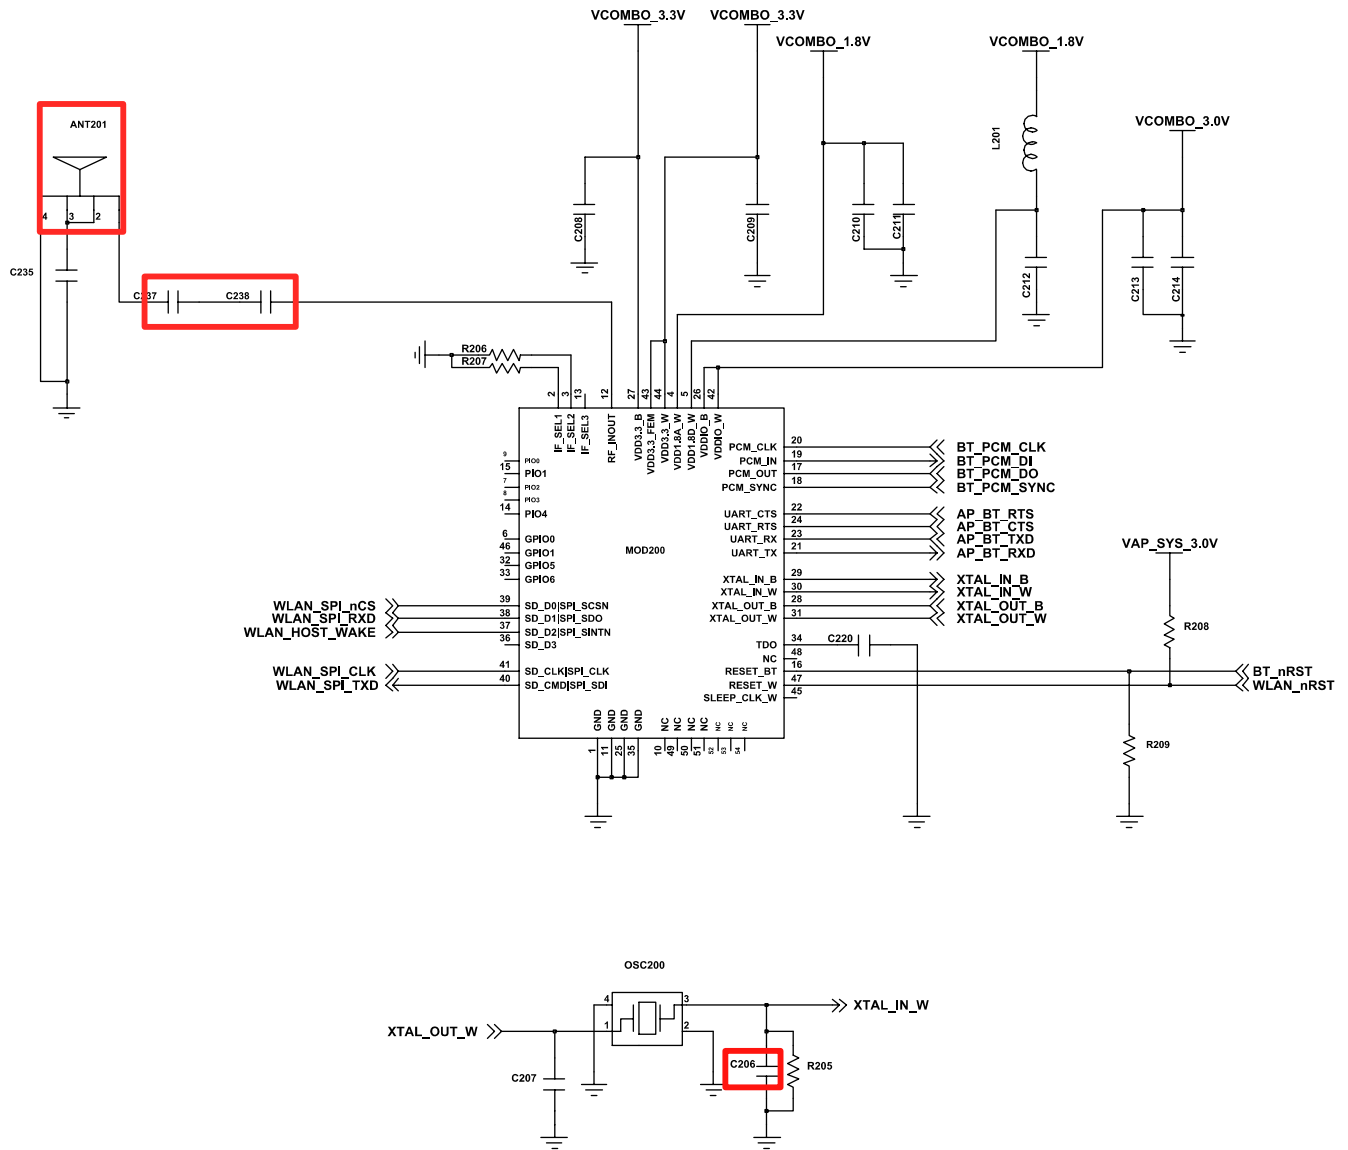 VCOMBO_3.3V VCOMBO_3.3V
VCOMBO_1.8V VCOMBO_1.8V
VCOMBO_3.0V
ANT201
L201
4 3 2
C208 C209 C210 C211
C235
C212 C213 C214
C237 C238
R206
R207
2 3 13 12 27 43 44 4 5 26 42
IF_SEL1
IF_SEL2
IF_SEL3
RF_INOUT
VDD3.3_B
VDD3.3_FEM
VDD3.3_W
VDD1.8A_W
VDD1.8D_W
VDDIO_B
VDDIO_W
9 PIO0
15 PIO1
7 PIO2
8 PIO3
14 PIO4
6 GPIO0
46 GPIO1
32 GPIO5
33 GPIO6
MOD200
WLAN_SPI_nCS 39 SD_D0|SPI_SCSN
WLAN_SPI_RXD 38 SD_D1|SPI_SDO
WLAN_HOST_WAKE 37 SD_D2|SPI_SINTN
36 SD_D3
WLAN_SPI_CLK 41 SD_CLK|SPI_CLK
WLAN_SPI_TXD 40 SD_CMD|SPI_SDI
PCM_CLK 20 BT_PCM_CLK
PCM_IN 19 BT_PCM_DI
PCM_OUT 17 BT_PCM_DO
PCM_SYNC 18 BT_PCM_SYNC
UART_CTS 22 AP_BT_RTS
UART_RTS 24 AP_BT_CTS
UART_RX 23 AP_BT_TXD
UART_TX 21 AP_BT_RXD
VAP_SYS_3.0V
XTAL_IN_B 29 XTAL_IN_B
XTAL_IN_W 30 XTAL_IN_W
XTAL_OUT_B 28 XTAL_OUT_B
XTAL_OUT_W 31 XTAL_OUT_W
R208
TDO 34 C220
NC 48
RESET_BT 16 BT_nRST
RESET_W 47 WLAN_nRST
SLEEP_CLK_W 45
GND GND GND GND NC NC NC NC NC NC NC
1 11 25 35 10 49 50 51 52 53 54
R209
OSC200
4 3 XTAL_IN_W
XTAL_OUT_W 1 2
C207 C206 R205